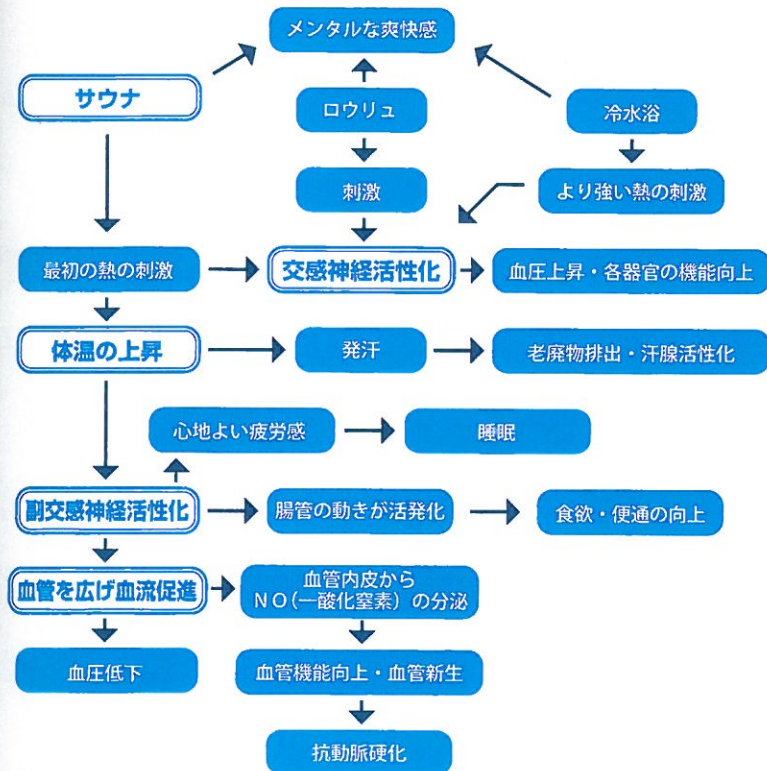 メンタルな爽快感
サウナ
ロウリュ
冷水浴
刺激
より強い熱の刺激
最初の熱の刺激
交感神経活性化
血圧上昇・各器官の機能向上
体温の上昇
発汗
老廃物排出・汗腺活性化
心地よい疲労感
睡眠
副交感神経活性化
腸管の動きが活発化
食欲・便通の向上
血管を広げ血流促進
血管内皮から
NO(一酸化窒素)の分泌
血圧低下
血管機能向上・血管新生
抗動脈硬化